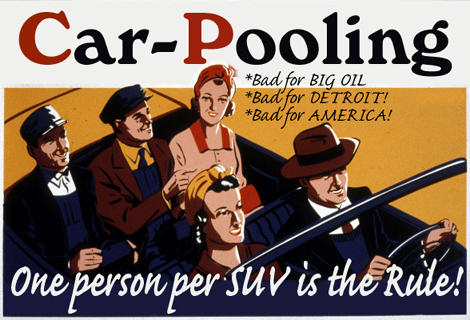 Car-Pooling
*Bad for BIG OIL
*Bad for DETROIT!
*Bad for AMERICA!
One person per SUV is the Rule!